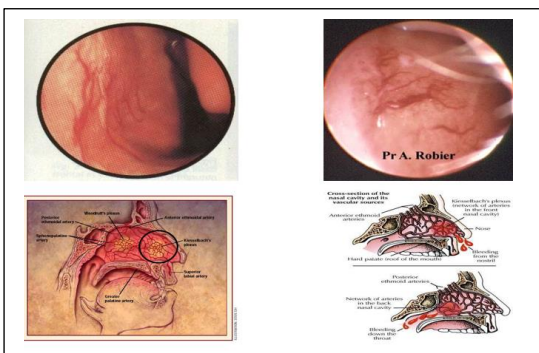 Pr A. Robier
Woodruff's plexus
Posterior
ethmoid artery
Anterior ethmoidal artery
Sphenopalatine
artery
Kiesselbach's
plexus
Superior
labial artery
Greater
palatine artery
Cross-section of the
nasal cavity and its
vascular sources
Anterior ethmoid
arteries
Kiesselbach's plexus
(network of arteries in
the front
nasal cavity)
Nose
Bleeding
from the
nostril
Hard palate roof of the mouth
Posterior
ethmoid arteries
Network of arteries
in the back
nasal cavity
Bleeding
down the
throat